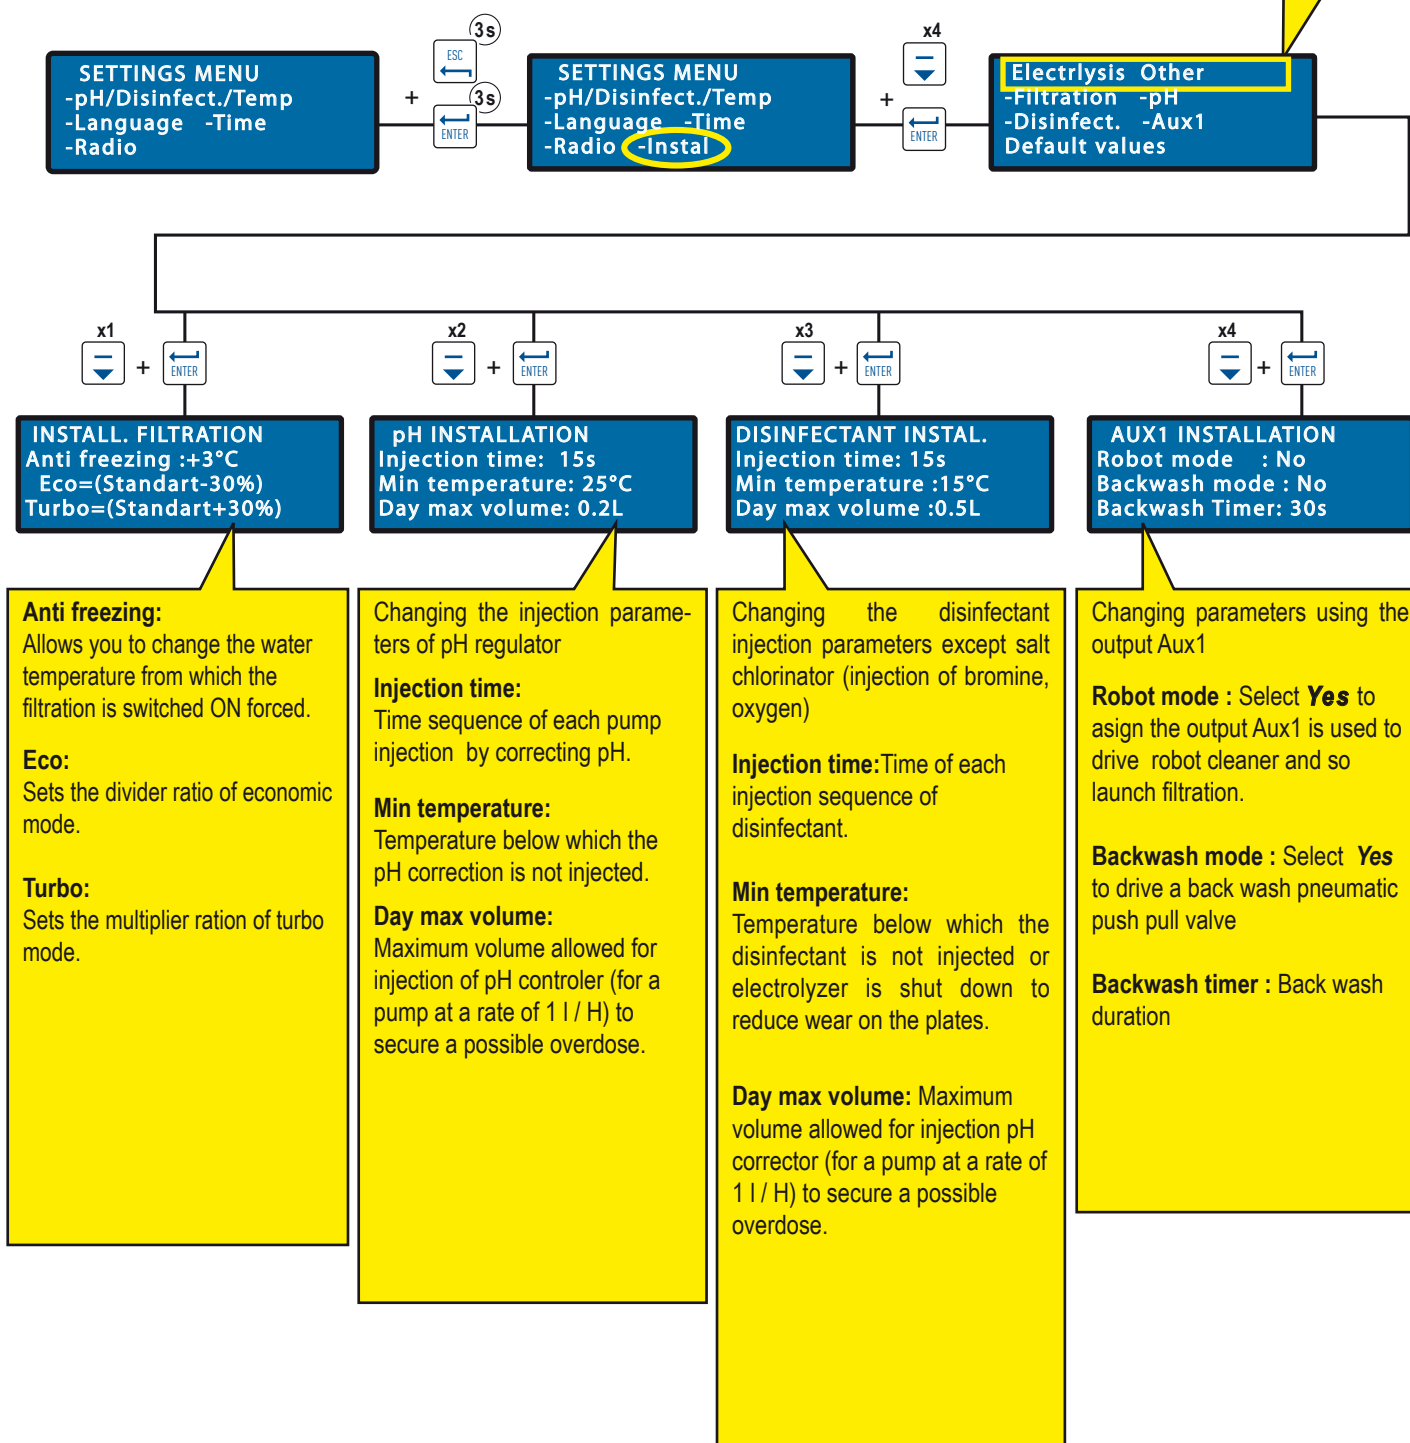 3s
ESC
x4
SETTINGS MENU
-pH/Disinfect./Temp
-Language -Time
-Radio
+
3s
ENTER
SETTINGS MENU
-pH/Disinfect./Temp
-Language -Time
-Radio -Instal
+
ENTER
Electrlysis Other
-Filtration -pH
-Disinfect. -Aux1
Default values
x1
+
ENTER
x2
+
ENTER
x3
+
ENTER
x4
+
ENTER
INSTALL. FILTRATION
Anti freezing :+3°C
Eco=(Standart-30%)
Turbo=(Standart+30%)
pH INSTALLATION
Injection time: 15s
Min temperature: 25°C
Day max volume: 0.2L
DISINFECTANT INSTAL.
Injection time: 15s
Min temperature :15°C
Day max volume :0.5L
AUX1 INSTALLATION
Robot mode : No
Backwash mode : No
Backwash Timer: 30s
Anti freezing:
Allows you to change the water
temperature from which the
filtration is switched ON forced.
Eco:
Sets the divider ratio of economic
mode.
Turbo:
Sets the multiplier ration of turbo
mode.
Changing the injection parame-
ters of pH regulator
Injection time:
Time sequence of each pump
injection by correcting pH.
Min temperature:
Temperature below which the
pH correction is not injected.
Day max volume:
Maximum volume allowed for
injection of pH controler (for a
pump at a rate of 1 l / H) to
secure a possible overdose.
Changing the disinfectant
injection parameters except salt
chlorinator (injection of bromine,
oxygen)
Injection time:Time of each
injection sequence of
disinfectant.
Min temperature:
Temperature below which the
disinfectant is not injected or
electrolyzer is shut down to
reduce wear on the plates.
Day max volume: Maximum
volume allowed for injection pH
corrector (for a pump at a rate of
1 l / H) to secure a possible
overdose.
Changing parameters using the
output Aux1
Robot mode : Select Yes to
asign the output Aux1 is used to
drive robot cleaner and so
launch filtration.
Backwash mode : Select Yes
to drive a back wash pneumatic
push pull valve
Backwash timer : Back wash
duration